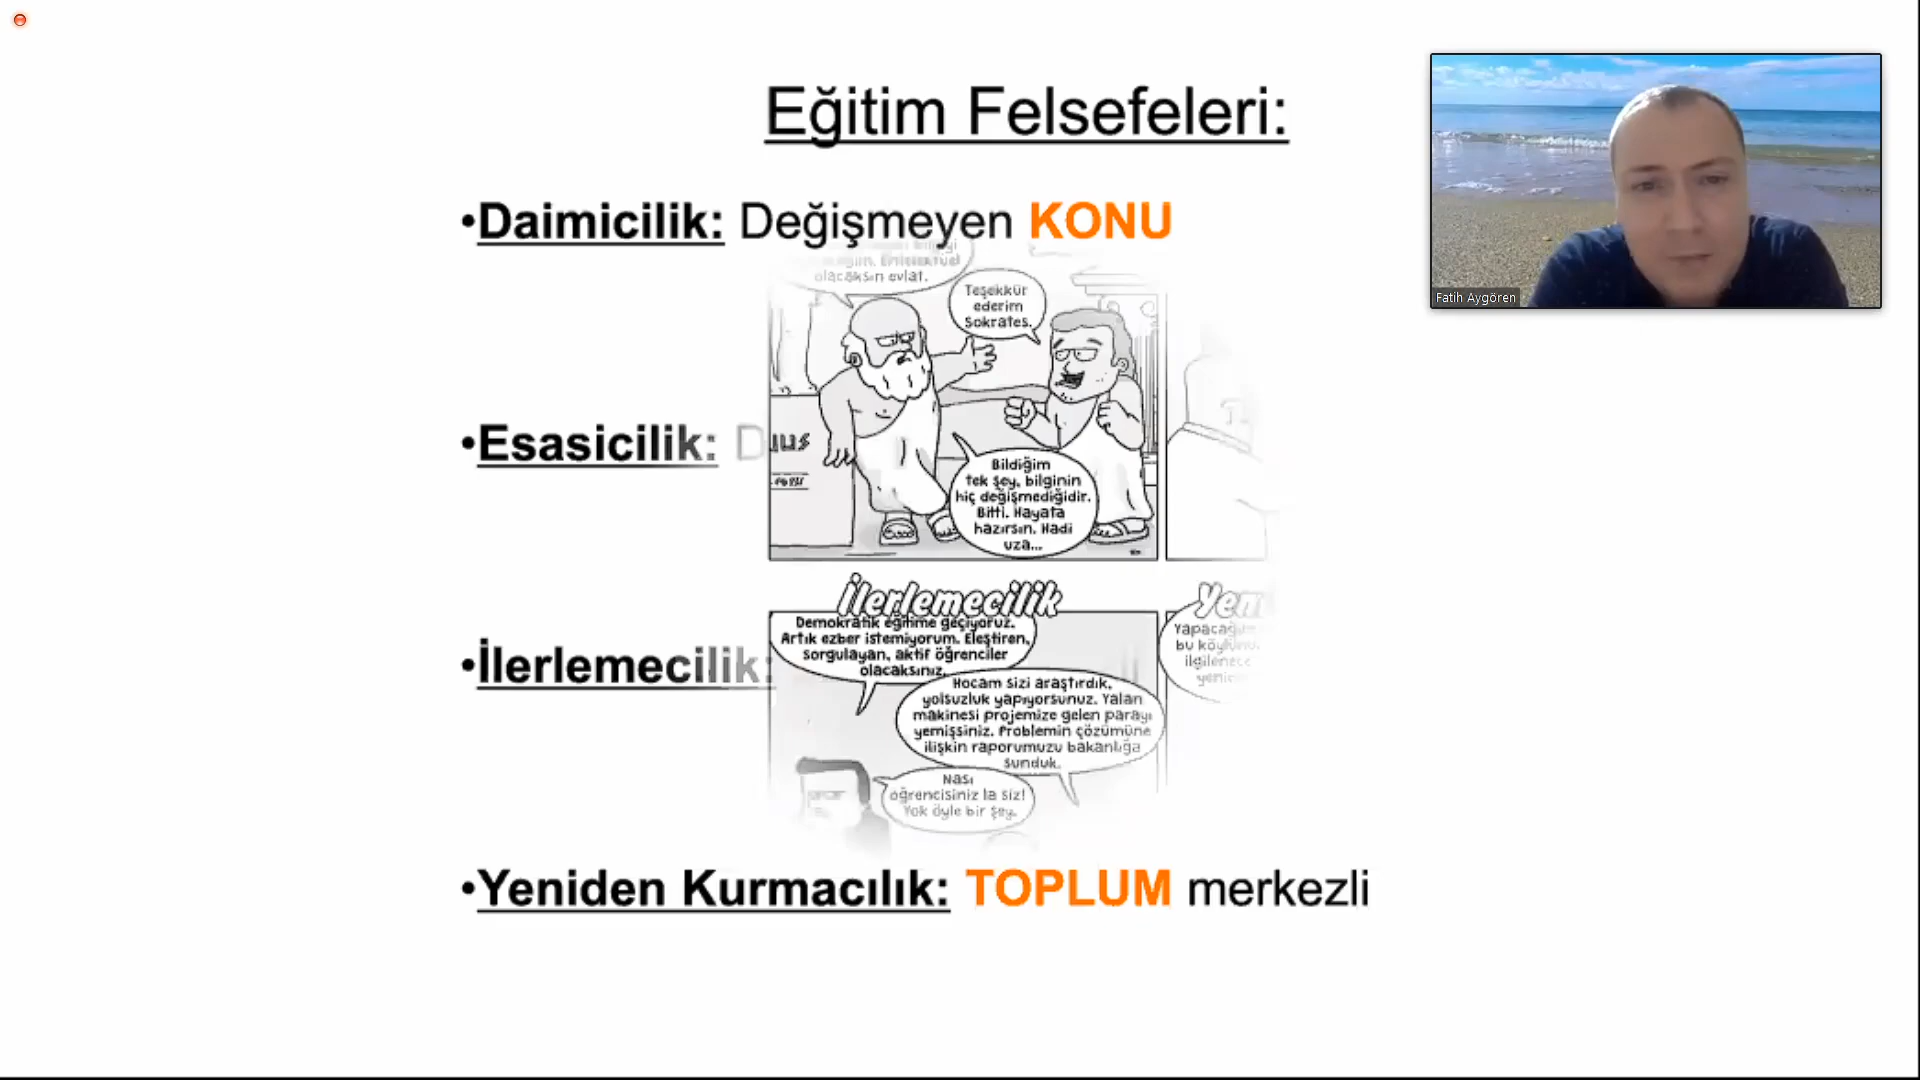 Eğitim Felsefeleri:
•Daimicilik: Değişmeyen KONU
olacaksın evlat.
Teşekkür
ederim
Sokrates.
•Esasicilik: D
Bildiğim
tek şey, bilginin
hiç değişmediğidir.
Bitti. Hayata
hazırsın. Hadi
uza...
İlerlemecilik
Demokratik eğitime geçiyoruz.
Artık ezber istemiyorum. Eleştiren,
sorgulayan, aktif öğrenciler
olacaksınız.
•İlerlemecilik:
Hocam sizi araştırdık,
yolsuzluk yapıyorsunuz. Yalan
makinesi projemize gelen parayı
yemişsiniz. Problemin çözümüne
ilişkin raporumuzu bakanlığa
sunduk.
Nası
öğrencisiniz la siz!
Yok öyle bir şey.
bu
•Yeniden Kurmacılık: TOPLUM merkezli
Fatih Aygören